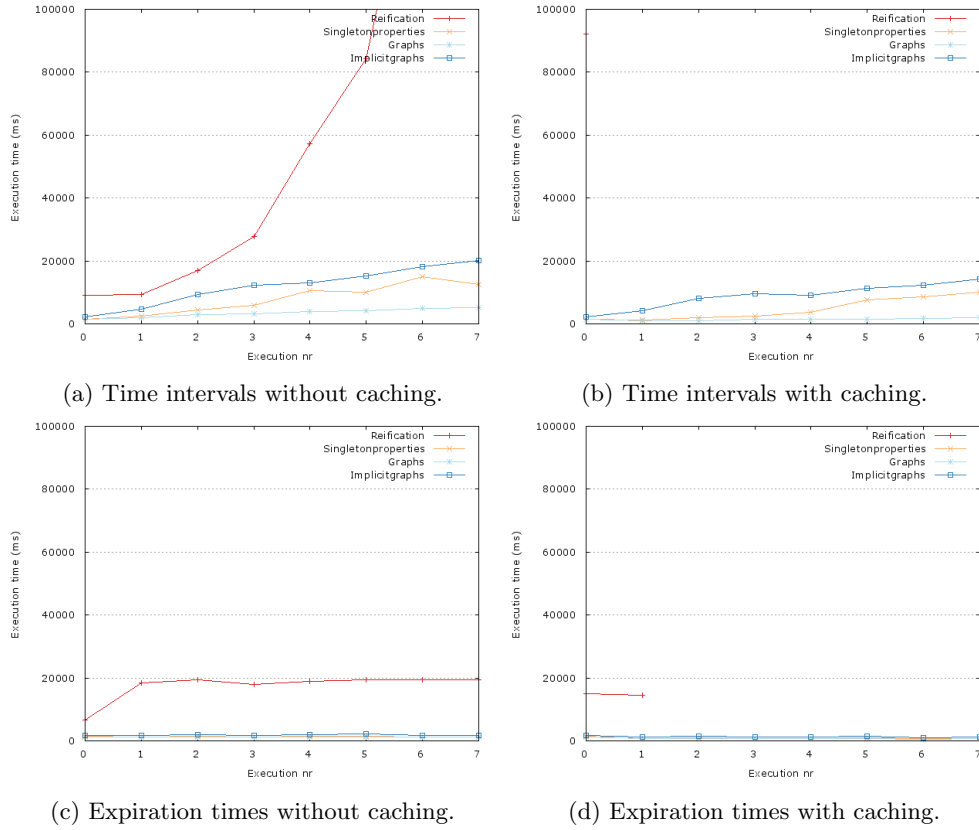 100000
80000
60000
40000
20000
0
Execution time (ms)
Reification
Singletonproperties
Graphs
Implicitgraphs
0 1 2 3 4 5 6 7
Execution nr
(a) Time intervals without caching.
100000
80000
60000
40000
20000
0
Execution time (ms)
Reification
Singletonproperties
Graphs
Implicitgraphs
0 1 2 3 4 5 6 7
Execution nr
(b) Time intervals with caching.
100000
80000
60000
40000
20000
0
Execution time (ms)
Reification
Singletonproperties
Graphs
Implicitgraphs
0 1 2 3 4 5 6 7
Execution nr
(c) Expiration times without caching.
100000
80000
60000
40000
20000
0
Execution time (ms)
Reification
Singletonproperties
Graphs
Implicitgraphs
0 1 2 3 4 5 6 7
Execution nr
(d) Expiration times with caching.